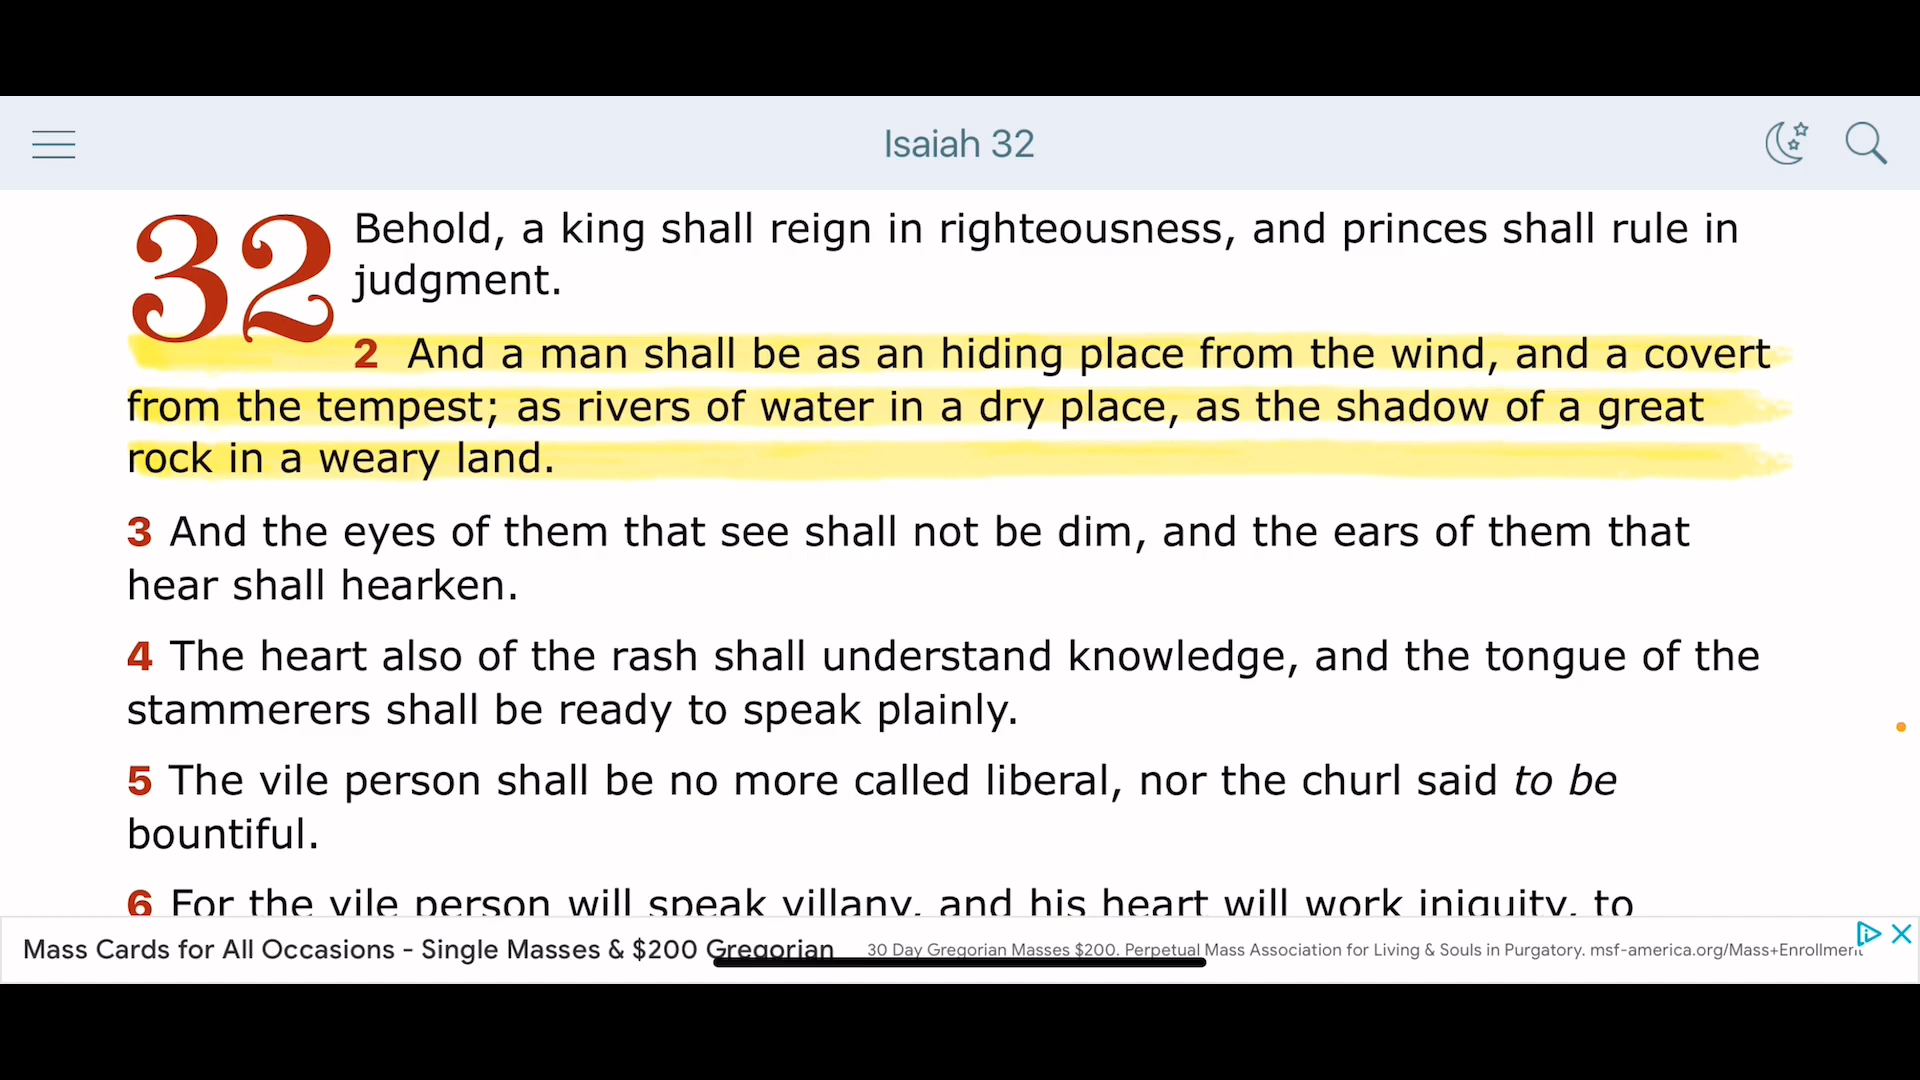 Isaiah 32
32 Behold, a king shall reign in righteousness, and princes shall rule in
judgment.
2 And a man shall be as an hiding place from the wind, and a covert
from the tempest; as rivers of water in a dry place, as the shadow of a great
rock in a weary land.
3 And the eyes of them that see shall not be dim, and the ears of them that
hear shall hearken.
4 The heart also of the rash shall understand knowledge, and the tongue of the
stammerers shall be ready to speak plainly.
5 The vile person shall be no more called liberal, nor the churl said to be
bountiful.
6 For the vile person will speak villany, and his heart will work iniquity, to
Mass Cards for All Occasions - Single Masses & $200 Gregorian
30 Day Gregorian Masses $200. Perpetual Mass Association for Living & Souls in Purgatory. msf-america.org/Mass+Enrollment